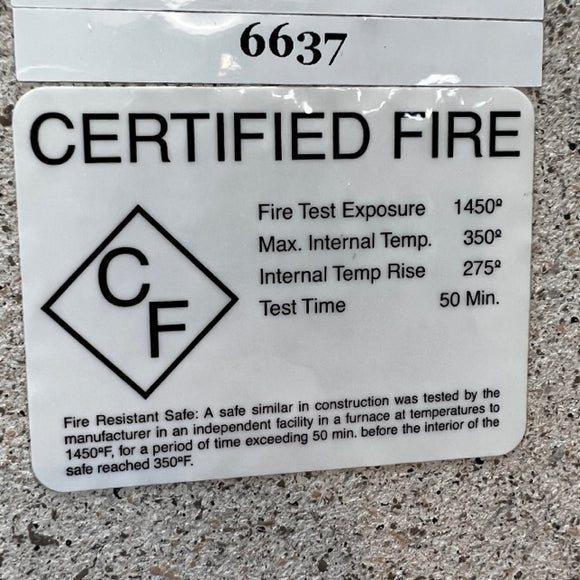 6637
CERTIFIED FIRE
C
F
Fire Test Exposure 1450º
Max. Internal Temp. 350º
Internal Temp Rise 275º
Test Time 50 Min.
Fire Resistant Safe: A safe similar in construction was tested by the
manufacturer in an independent facility in a furnace at temperatures to
1450ºF, for a period of time exceeding 50 min. before the interior of the
safe reached 350ºF.